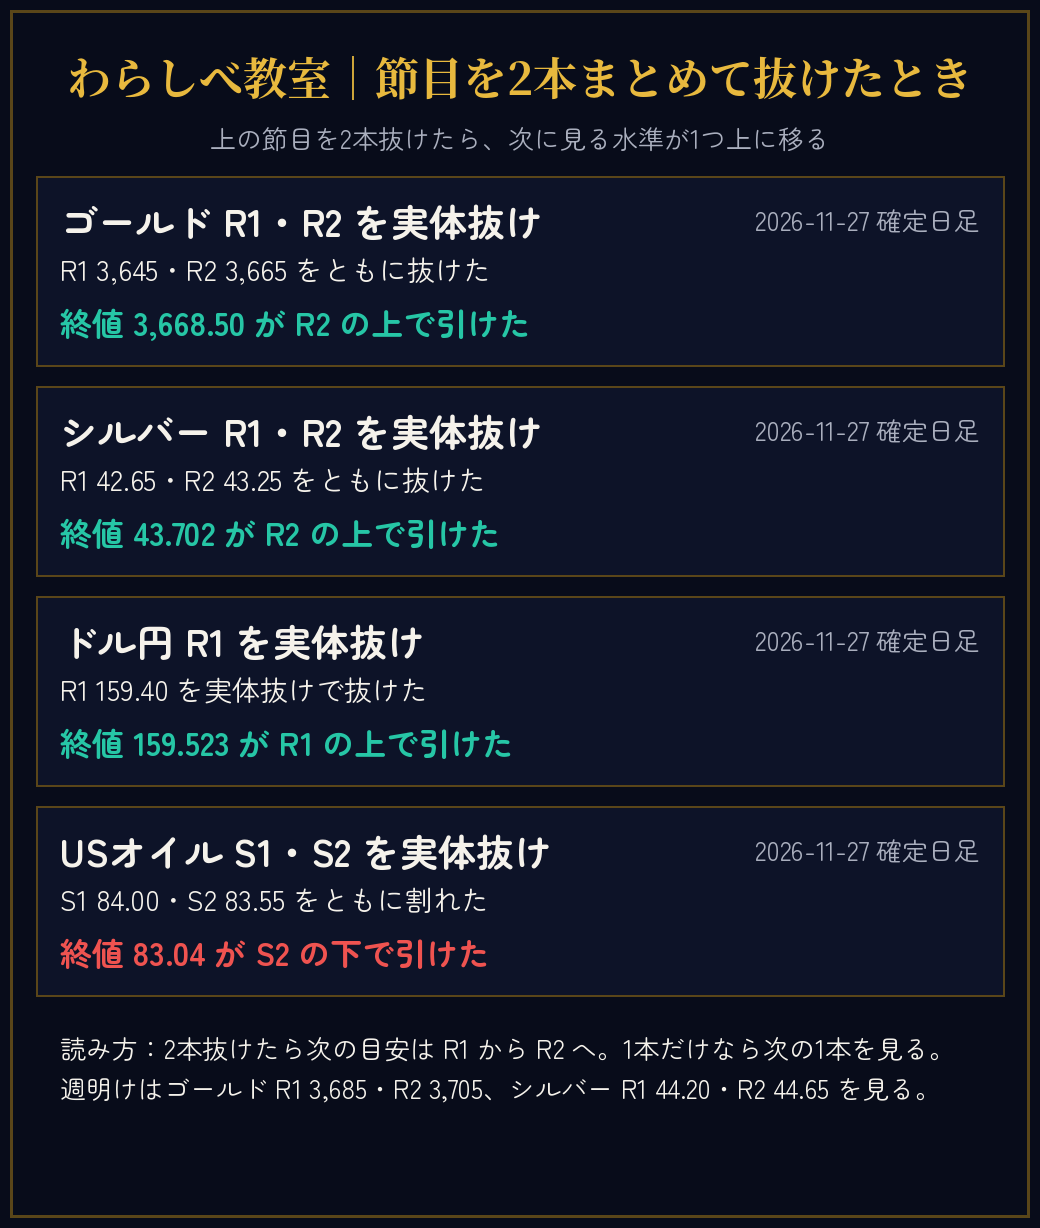 わらしべ教室｜節目を2本まとめて抜けたとき
上の節目を2本抜けたら、次に見る水準が1つ上に移る
ゴールド R1・R2 を実体抜け
2026-11-27 確定日足
R1 3,645・R2 3,665 をともに抜けた
終値 3,668.50 が R2 の上で引けた
シルバー R1・R2 を実体抜け
2026-11-27 確定日足
R1 42.65・R2 43.25 をともに抜けた
終値 43.702 が R2 の上で引けた
ドル円 R1 を実体抜け
2026-11-27 確定日足
R1 159.40 を実体抜けで抜けた
終値 159.523 が R1 の上で引けた
USオイル S1・S2 を実体抜け
2026-11-27 確定日足
S1 84.00・S2 83.55 をともに割れた
終値 83.04 が S2 の下で引けた
読み方：2本抜けたら次の目安は R1 から R2 へ。1本だけなら次の1本を見る。
週明けはゴールド R1 3,685・R2 3,705、シルバー R1 44.20・R2 44.65 を見る。